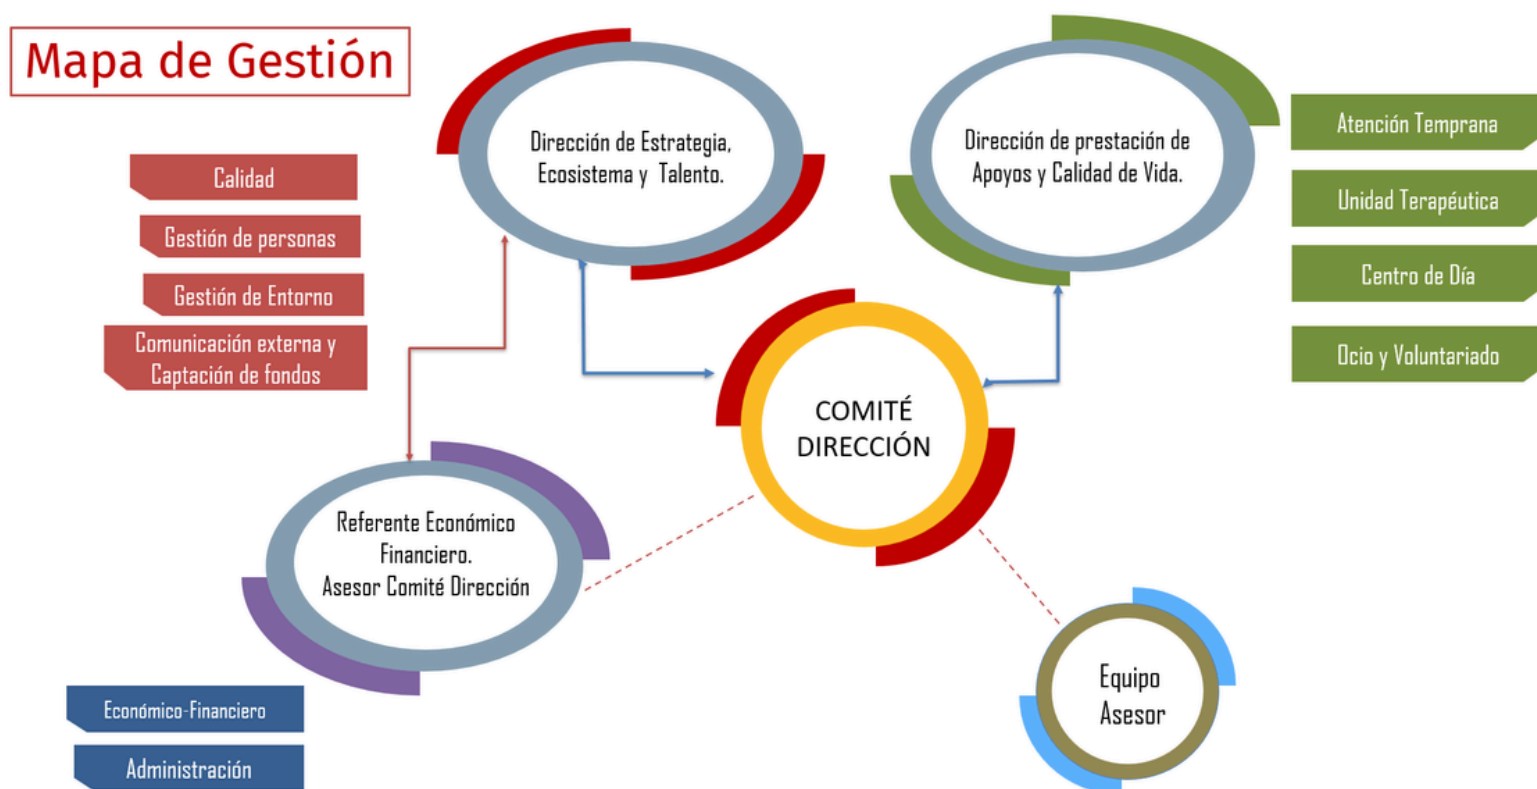 Mapa de Gestión
Dirección de Estrategia,
Ecosistema y Talento.
Dirección de prestación de
Apoyos y Calidad de Vida.
Atención Temprana
Unidad Terapéutica
Centro de Día
Ocio y Voluntariado
Calidad
Gestión de personas
Gestión de Entorno
Comunicación externa y
Captación de fondos
COMITÉ
DIRECCIÓN
Referente Económico
Financiero.
Asesor Comité Dirección
Equipo
Asesor
Económico-Financiero
Administración